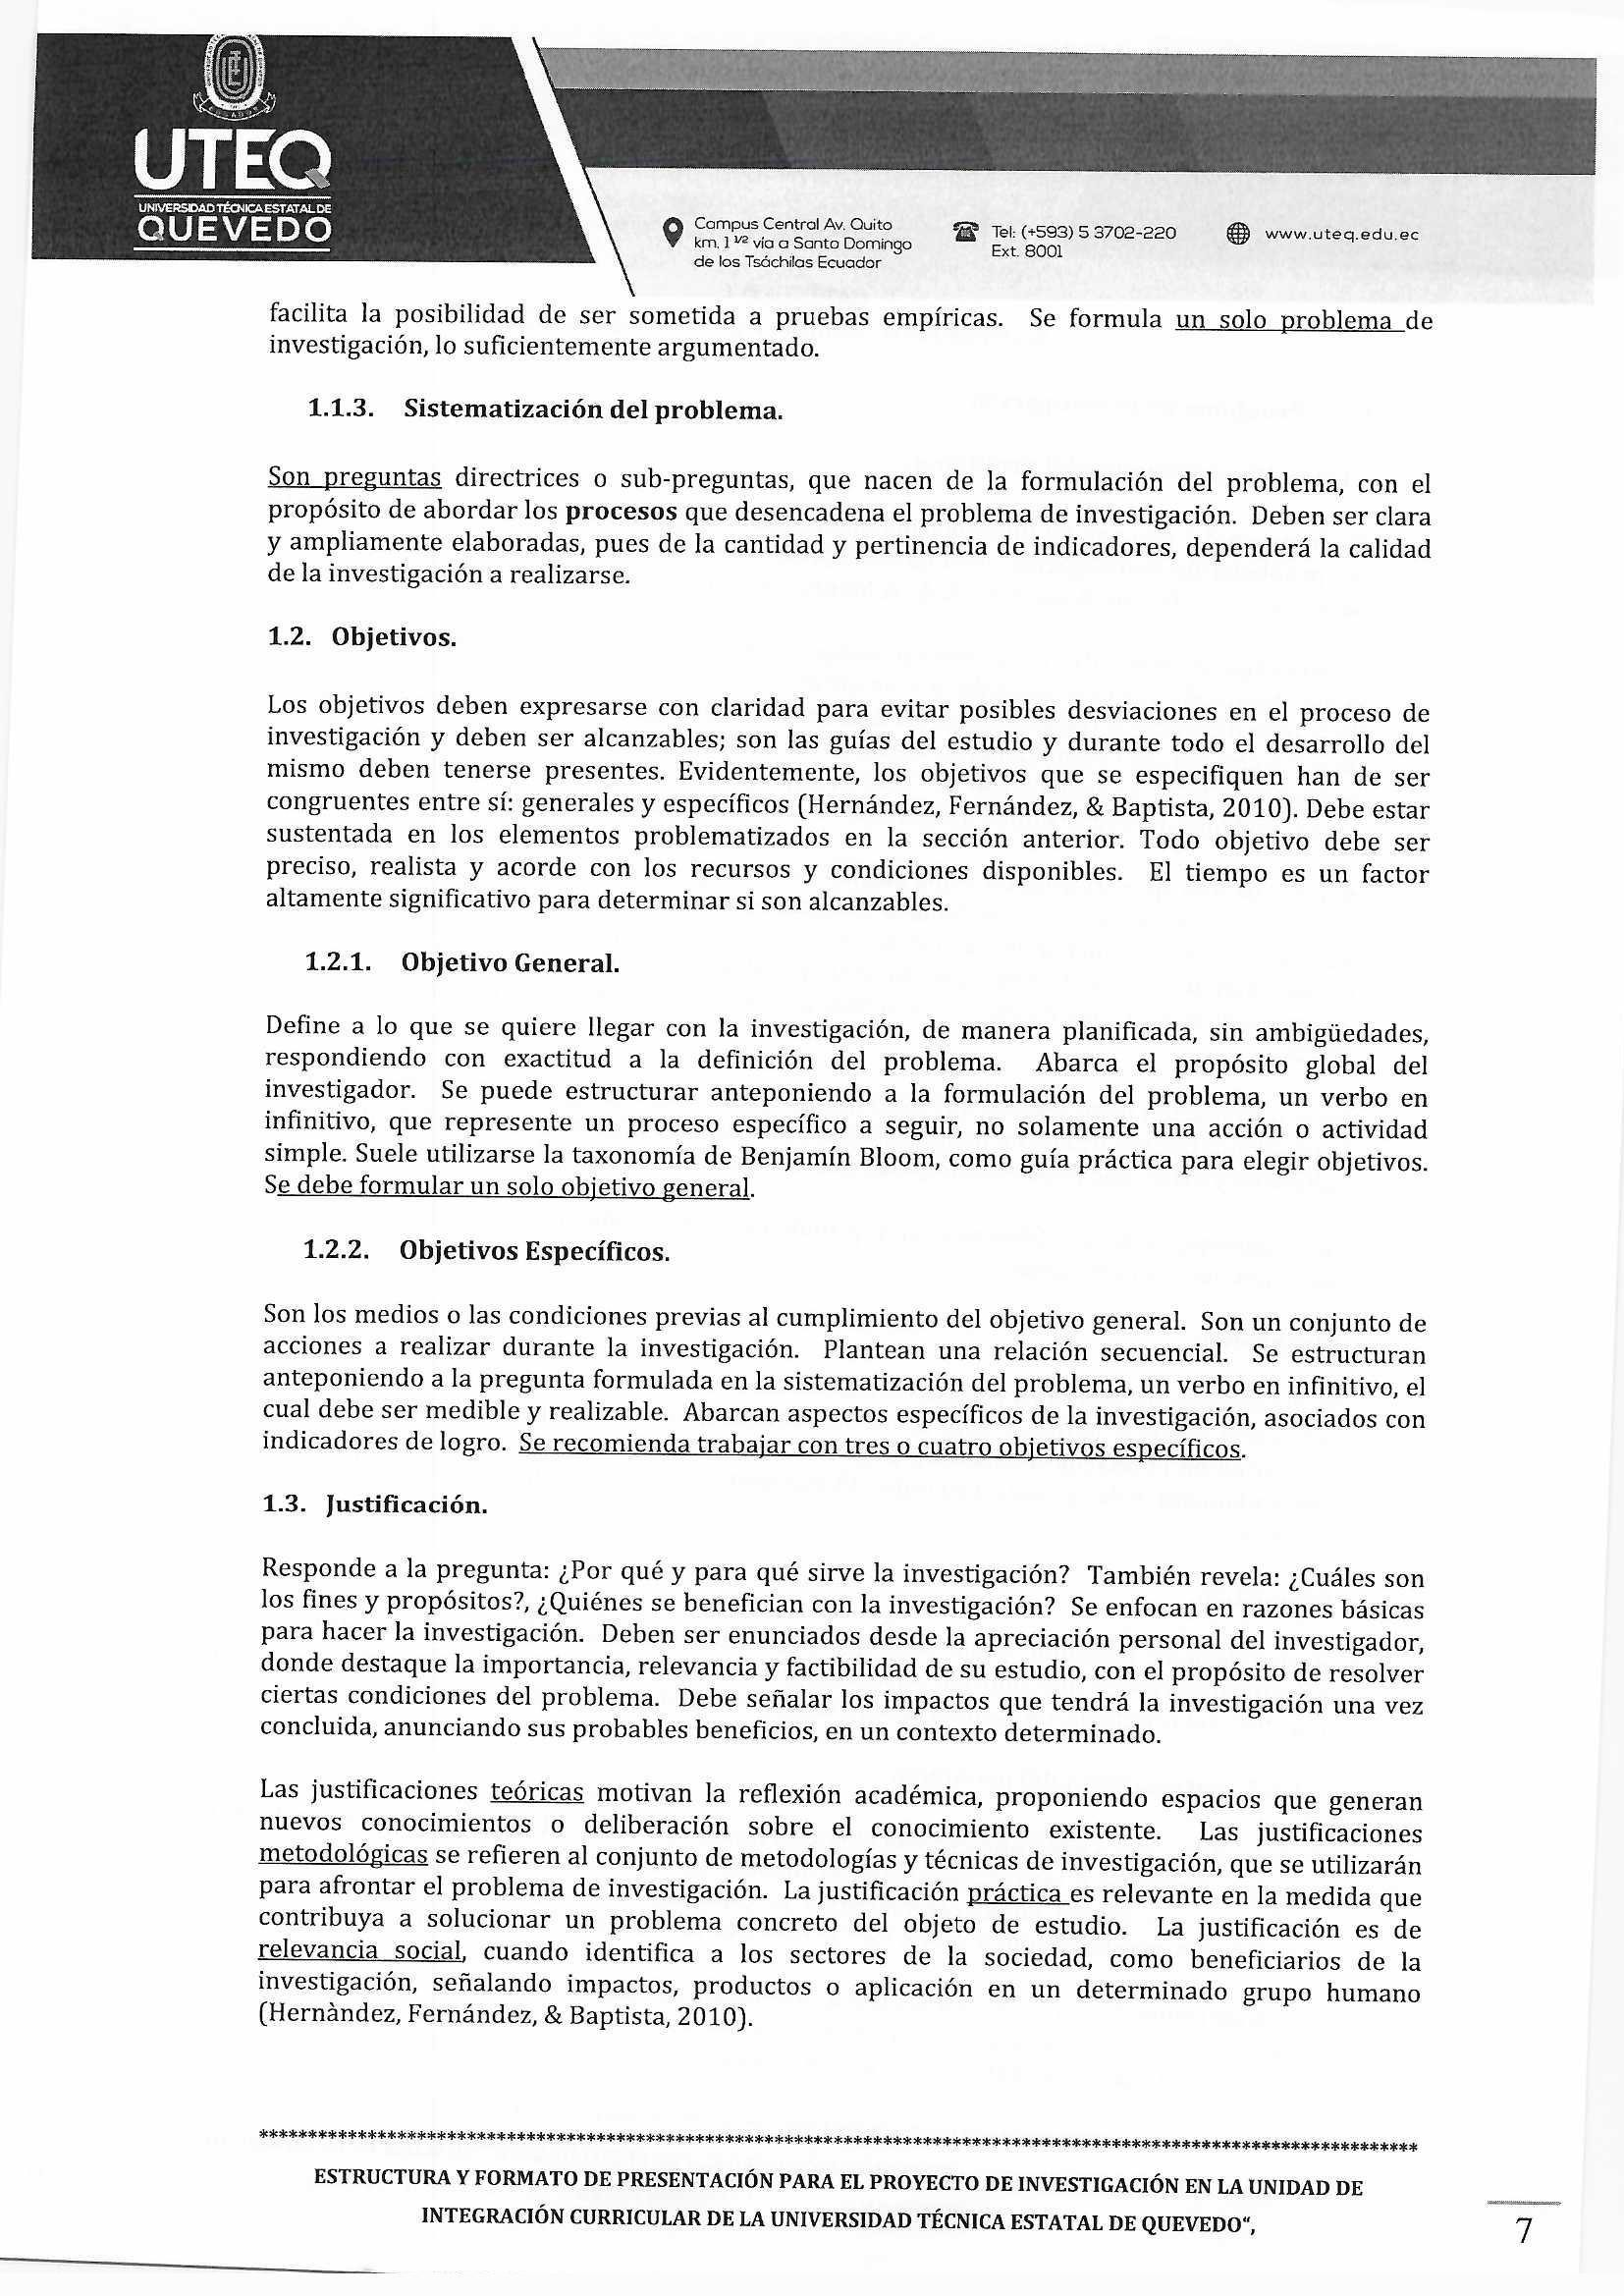 UTEQ
UNIVERSIDAD TÉCNICA ESTATAL DE
QUEVEDO
Campus Central Av. Quito
km. 1 1/2 vía a Santo Domingo
de los Tsáchilas Ecuador
Tel: (+593) 5 3702-220
Ext. 8001
www.uteq.edu.ec
facilita la posibilidad de ser sometida a pruebas empíricas. Se formula un solo problema de
investigación, lo suficientemente argumentado.
1.1.3. Sistematización del problema.
Son preguntas directrices o sub-preguntas, que nacen de la formulación del problema, con el
propósito de abordar los procesos que desencadena el problema de investigación. Deben ser clara
y ampliamente elaboradas, pues de la cantidad y pertinencia de indicadores, dependerá la calidad
de la investigación a realizarse.
1.2. Objetivos.
Los objetivos deben expresarse con claridad para evitar posibles desviaciones en el proceso de
investigación y deben ser alcanzables; son las guías del estudio y durante todo el desarrollo del
mismo deben tenerse presentes. Evidentemente, los objetivos que se especifiquen han de ser
congruentes entre sí: generales y específicos (Hernández, Fernández, & Baptista, 2010). Debe estar
sustentada en los elementos problematizados en la sección anterior. Todo objetivo debe ser
preciso, realista y acorde con los recursos y condiciones disponibles. El tiempo es un factor
altamente significativo para determinar si son alcanzables.
1.2.1. Objetivo General.
Define a lo que se quiere llegar con la investigación, de manera planificada, sin ambigüedades,
respondiendo con exactitud a la definición del problema. Abarca el propósito global del
investigador. Se puede estructurar anteponiendo a la formulación del problema, un verbo en
infinitivo, que represente un proceso específico a seguir, no solamente una acción o actividad
simple. Suele utilizarse la taxonomía de Benjamín Bloom, como guía práctica para elegir objetivos.
Se debe formular un solo objetivo general.
1.2.2. Objetivos Específicos.
Son los medios o las condiciones previas al cumplimiento del objetivo general. Son un conjunto de
acciones a realizar durante la investigación. Plantean una relación secuencial. Se estructuran
anteponiendo a la pregunta formulada en la sistematización del problema, un verbo en infinitivo, el
cual debe ser medible y realizable. Abarcan aspectos específicos de la investigación, asociados con
indicadores de logro. Se recomienda trabajar con tres o cuatro objetivos específicos.
1.3. Justificación.
Responde a la pregunta: ¿Por qué y para qué sirve la investigación? También revela: ¿Cuáles son
los fines y propósitos?, ¿Quiénes se benefician con la investigación? Se enfocan en razones básicas
para hacer la investigación. Deben ser enunciados desde la apreciación personal del investigador,
donde destaque la importancia, relevancia y factibilidad de su estudio, con el propósito de resolver
ciertas condiciones del problema. Debe señalar los impactos que tendrá la investigación una vez
concluida, anunciando sus probables beneficios, en un contexto determinado.
Las justificaciones teóricas motivan la reflexión académica, proponiendo espacios que generan
nuevos conocimientos o deliberación sobre el conocimiento existente. Las justificaciones
metodológicas se refieren al conjunto de metodologías y técnicas de investigación, que se utilizarán
para afrontar el problema de investigación. La justificación práctica es relevante en la medida que
contribuya a solucionar un problema concreto del objeto de estudio. La justificación es de
relevancia social, cuando identifica a los sectores de la sociedad, como beneficiarios de la
investigación, señalando impactos, productos o aplicación en un determinado grupo humano
(Hernàndez, Fernández, & Baptista, 2010).
ESTRUCTURA Y FORMATO DE PRESENTACIÓN PARA EL PROYECTO DE INVESTIGACIÓN EN LA UNIDAD DE
INTEGRACIÓN CURRICULAR DE LA UNIVERSIDAD TÉCNICA ESTATAL DE QUEVEDO“,
7